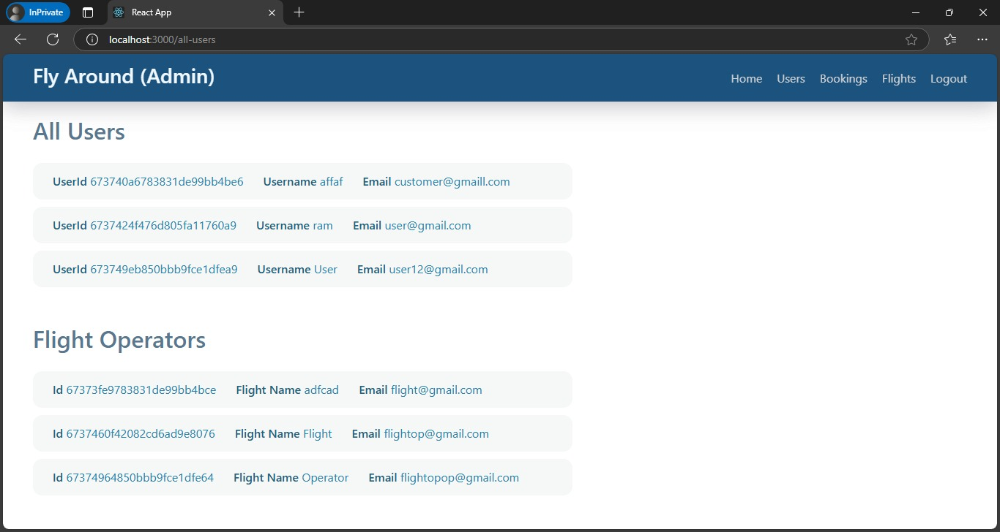 InPrivate
React App
localhost:3000/all-users
Fly Around (Admin)
Home Users Bookings Flights Logout
All Users
UserId 673740a6783831de99bb4be6 Username affaf Email customer@gmaill.com
UserId 6737424f476d805fa11760a9 Username ram Email user@gmail.com
UserId 673749eb850bbb9fce1dfea9 Username User Email user12@gmail.com
Flight Operators
Id 67373fe9783831de99bb4bce Flight Name adfcad Email flight@gmail.com
Id 6737460f42082cd6ad9e8076 Flight Name Flight Email flightop@gmail.com
Id 67374964850bbb9fce1dfe64 Flight Name Operator Email flightopop@gmail.com